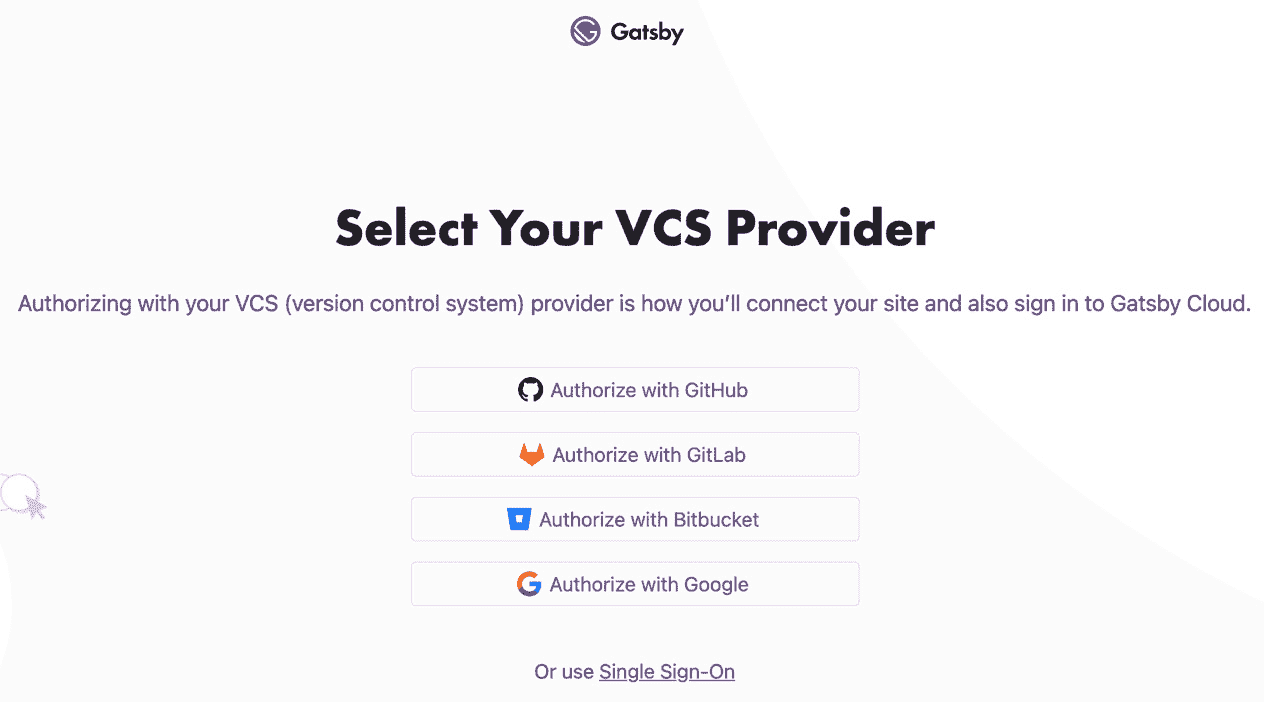 Gatsby
Select Your VCS Provider
Authorizing with your VCS (version control system) provider is how you’ll connect your site and also sign in to Gatsby Cloud.
Authorize with GitHub
Authorize with GitLab
Authorize with Bitbucket
Authorize with Google
Or use Single Sign-On